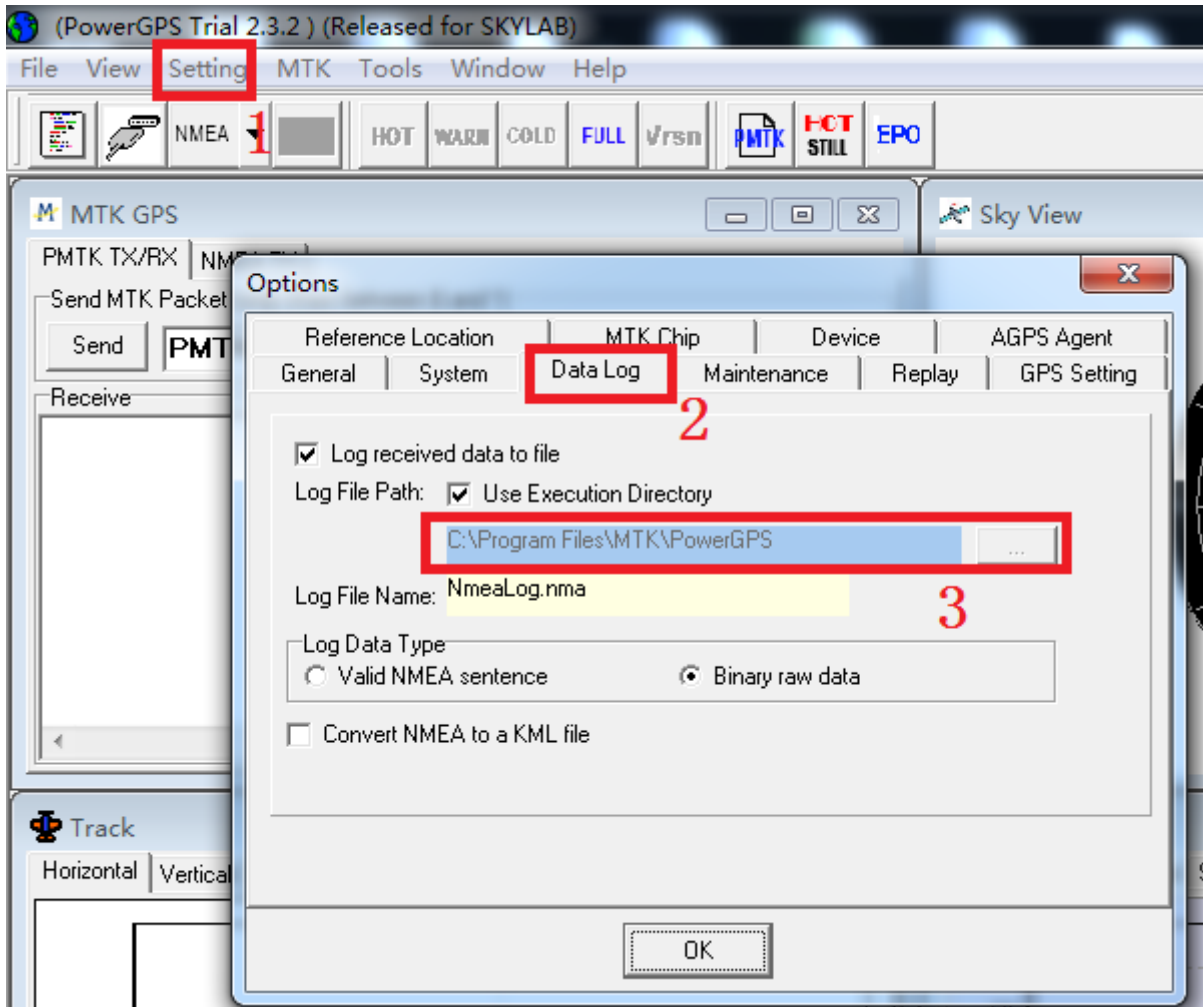 (PowerGPS Trial 2.3.2 ) (Released for SKYLAB)
File View Setting MTK Tools Window Help
NMEA 1 HOT WARM COLD FULL Vrsn PMTK HOT STILL EPO
MTK GPS
Sky View
PMTK TX/RX
Options
Send MTK Packet
Send PMT
Reference Location MTK Chip Device AGPS Agent
General System Data Log Maintenance Replay GPS Setting
2
Receive
Log received data to file
Log File Path: Use Execution Directory
C:\Program Files\MTK\PowerGPS ...
Log File Name: NmeaLog.nma
3
Log Data Type
Valid NMEA sentence Binary raw data
Convert NMEA to a KML file
Track
Horizontal Vertical
OK